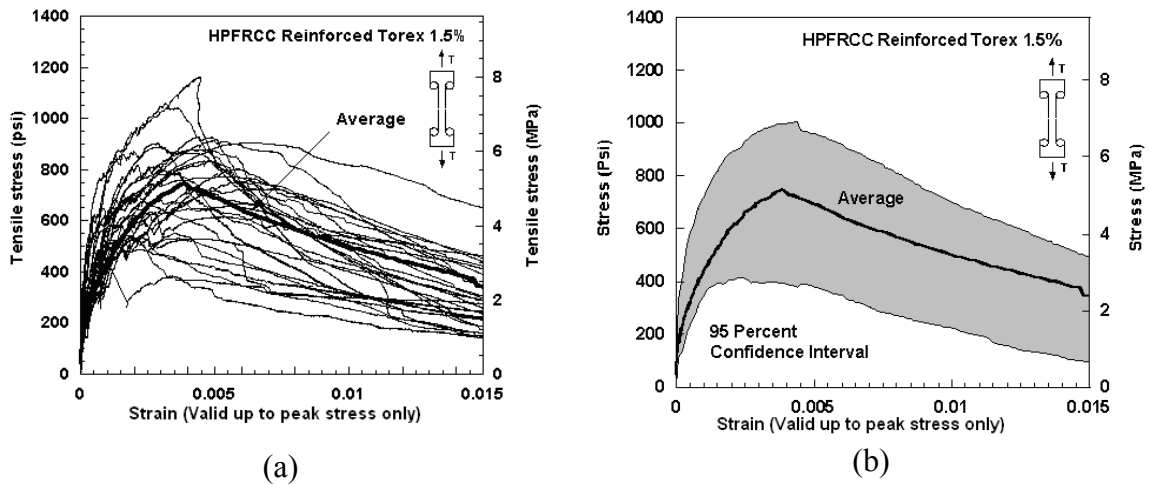 1400
1200
1000
800
600
400
200
0
Tensile stress (psi)
HPFRCC Reinforced Torex 1.5%
T
T
Average
8
6
4
2
0
Tensile stress (MPa)
0
0.005
0.01
0.015
Strain (Valid up to peak stress only)
(a)
1400
1200
1000
800
600
400
200
0
Stress (Psi)
HPFRCC Reinforced Torex 1.5%
T
T
Average
95 Percent
Confidence Interval
8
6
4
2
0
Stress (MPa)
0
0.005
0.01
0.015
Strain (Valid up to peak stress only)
(b)